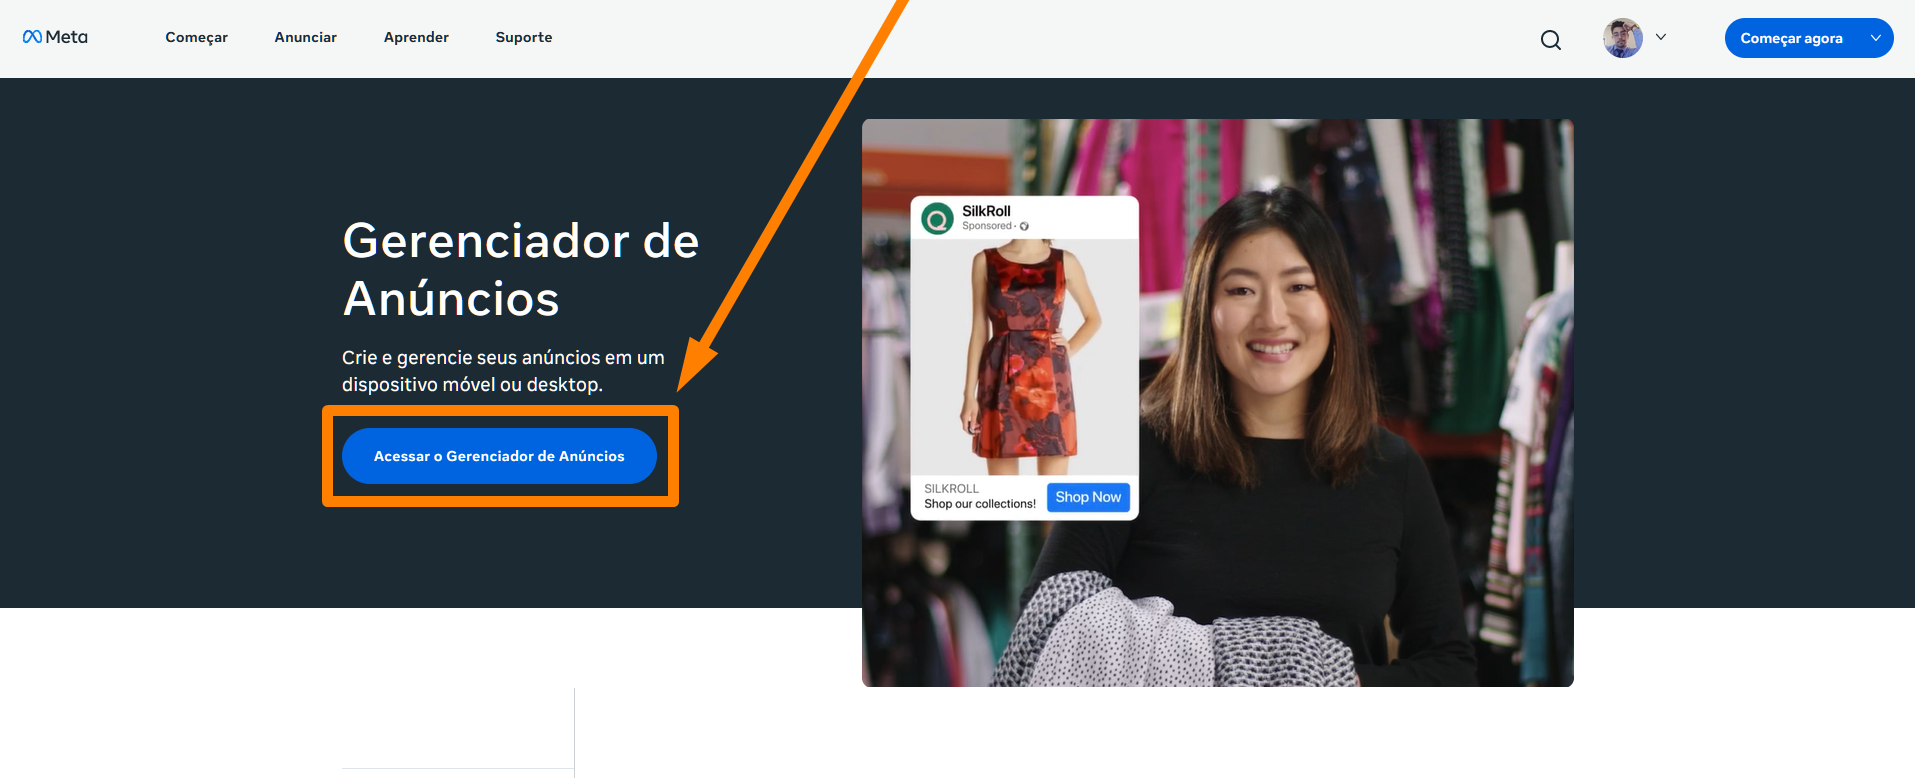 Meta
Começar
Anunciar
Aprender
Suporte
Começar agora
Gerenciador de
Anúncios
Crie e gerencie seus anúncios em um
dispositivo móvel ou desktop.
Acessar o Gerenciador de Anúncios
SilkRoll
Sponsored ·
SILKROLL
Shop our collections!
Shop Now